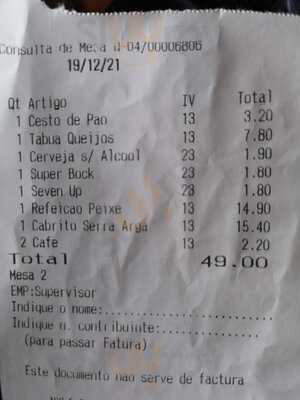 Consulta de Mesa n 04/00006806
19/12/21
Qt Artigo IV Total
1 Cesto de Pao 13 3.20
1 Tabua Queijos 13 7.80
1 Cerveja s/ Alcool 23 1.90
1 Super Bock 23 1.80
1 Seven Up 23 1.80
1 Refeicao Peixe 13 14.90
1 Cabrito Serra Arga 13 15.40
2 Cafe 13 2.20
Total 49.00
Mesa 2
EMP:Supervisor
Indique o nome:......................
Indique n. contribuinte:.............
(para passar Fatura)
Este documento não serve de factura